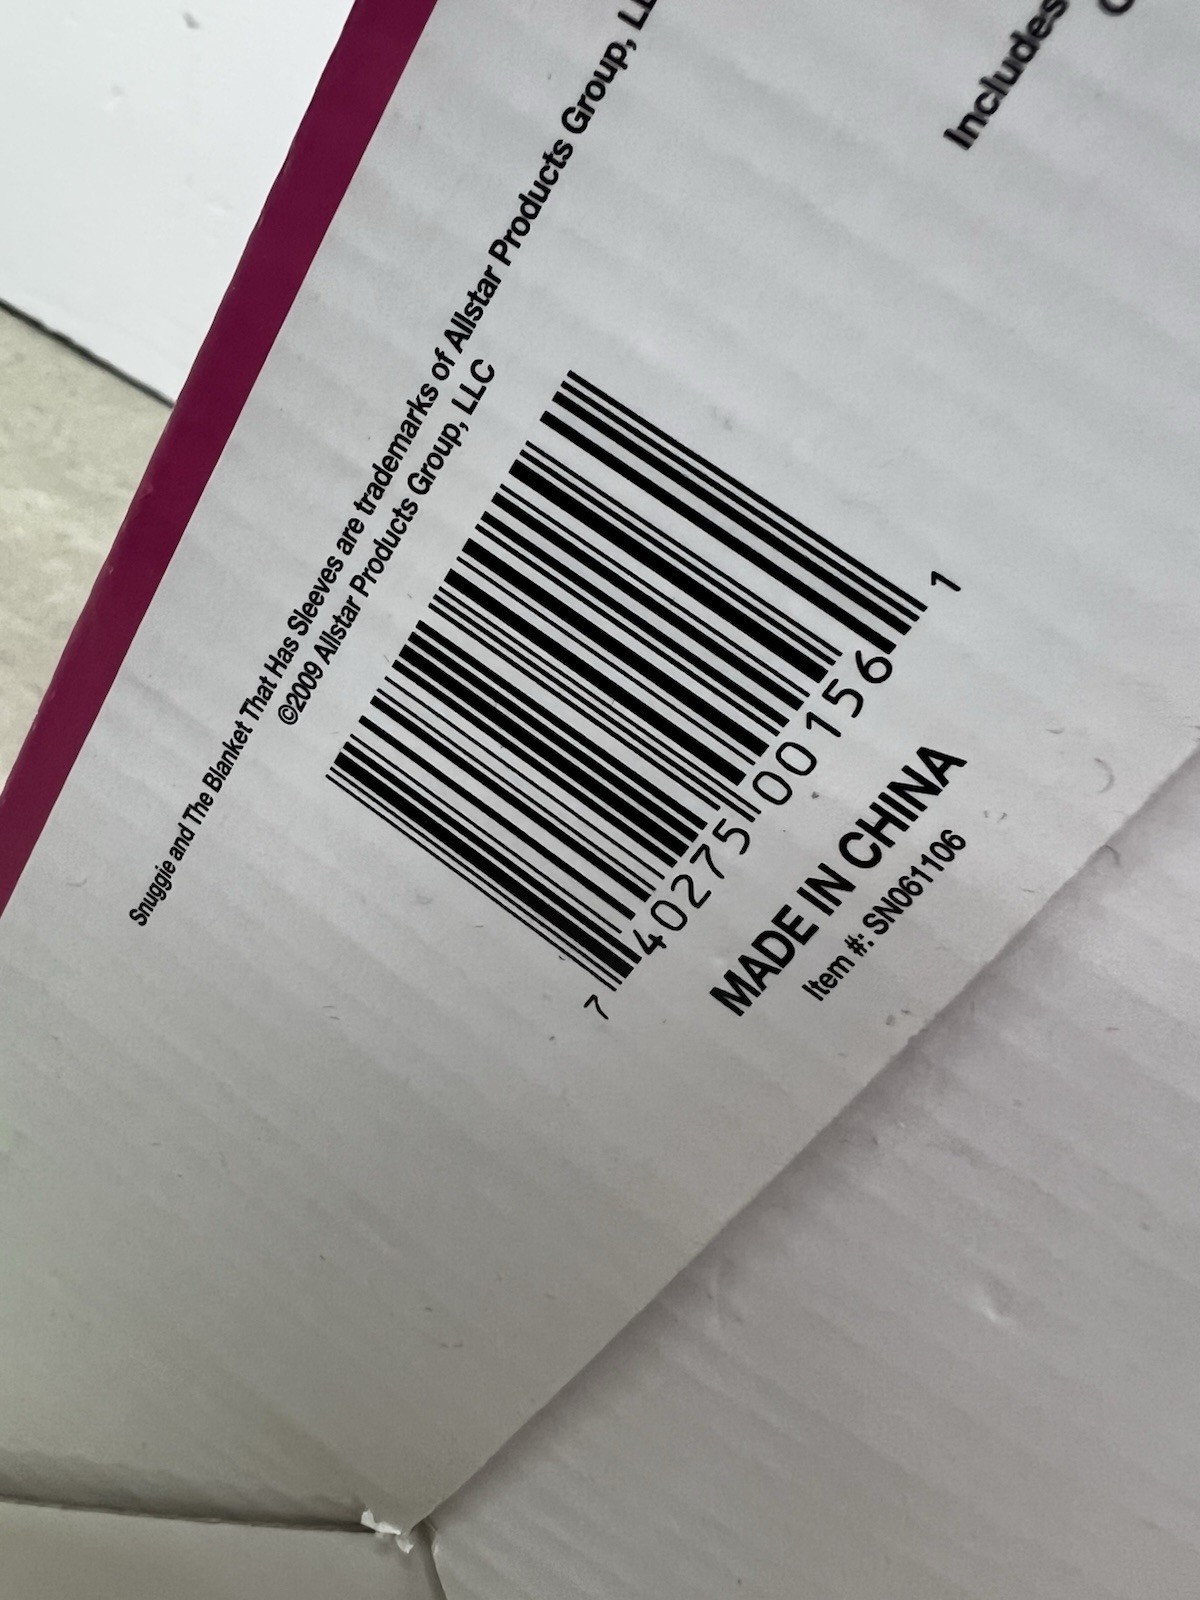 Snuggie and The Blanket That Has Sleeves are trademarks of Allstar Products Group,
©2009 Allstar Products Group, LLC
7 40275 00156 1
MADE IN CHINA
Item #: SN061106
Includes